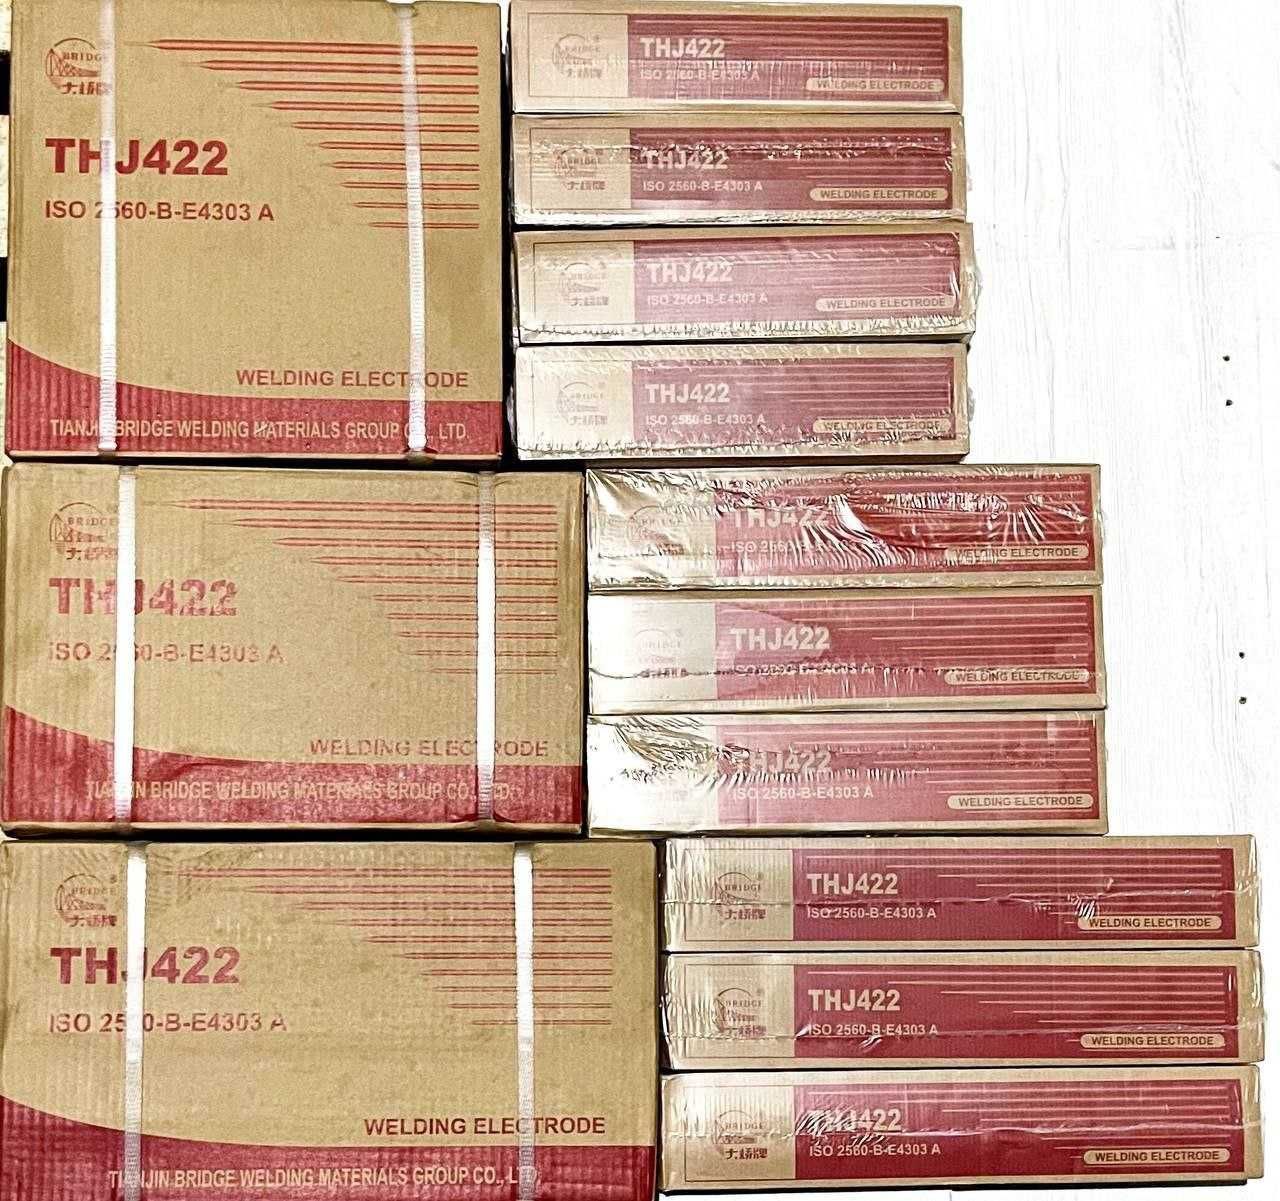 BRIDGE ®
大桥牌
THJ422
ISO 2560-B-E4303 A
WELDING ELECTRODE
TIANJIN BRIDGE WELDING MATERIALS GROUP CO., LTD.
BRIDGE ®
大桥牌
THJ422
ISO 2560-B-E4303 A
WELDING ELECTRODE
BRIDGE
大桥牌
THJ422
ISO 2560-B-E4303 A
WELDING ELECTRODE
BRIDGE ®
大桥牌
THJ422
ISO 2560-B-E4303 A
WELDING ELECTRODE
BRIDGE ®
大桥牌
THJ422
ISO 2560-B-E4303 A
WELDING ELECTRODE
BRIDGE ®
大桥牌
THJ422
ISO 2560-B-E4303 A
WELDING ELECTRODE
TIANJIN BRIDGE WELDING MATERIALS GROUP CO., LTD.
THJ422
ISO 2560-B-E4303 A
WELDING ELECTRODE
THJ422
ISO 2560-B-E4303 A
WELDING ELECTRODE
THJ422
ISO 2560-B-E4303 A
WELDING ELECTRODE
BRIDGE ®
大桥牌
THJ422
ISO 2560-B-E4303 A
WELDING ELECTRODE
TIANJIN BRIDGE WELDING MATERIALS GROUP CO., LTD.
BRIDGE ®
大桥牌
THJ422
ISO 2560-B-E4303 A
WELDING ELECTRODE
BRIDGE ®
大桥牌
THJ422
ISO 2560-B-E4303 A
WELDING ELECTRODE
BRIDGE ®
大桥牌
THJ422
ISO 2560-B-E4303 A
WELDING ELECTRODE